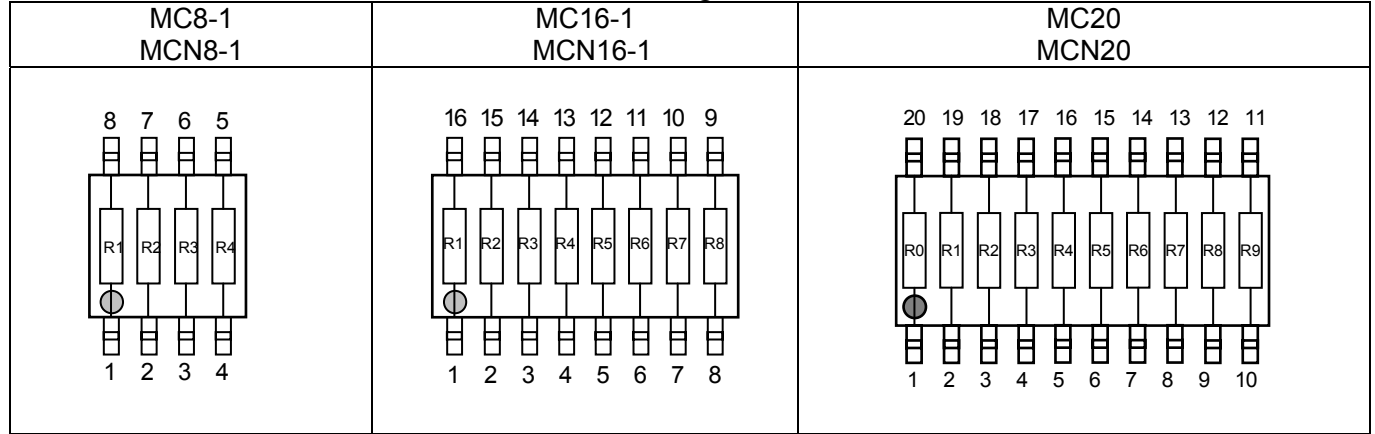 MC8-1
MCN8-1
MC16-1
MCN16-1
MC20
MCN20
8 7 6 5
R1 R2 R3 R4
1 2 3 4
16 15 14 13 12 11 10 9
R1 R2 R3 R4 R5 R6 R7 R8
1 2 3 4 5 6 7 8
20 19 18 17 16 15 14 13 12 11
R0 R1 R2 R3 R4 R5 R6 R7 R8 R9
1 2 3 4 5 6 7 8 9 10